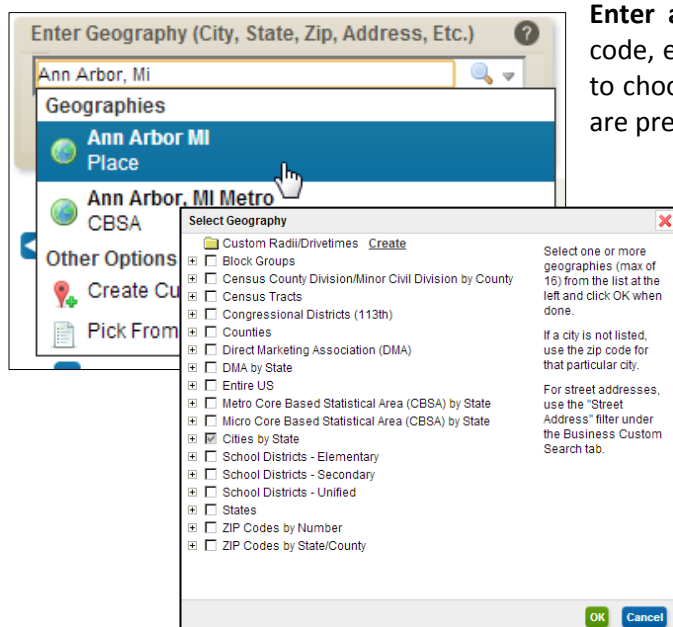 Enter Geography (City, State, Zip, Address, Etc.) ?
Ann Arbor, Mi
Geographies
Ann Arbor MI
Place
Ann Arbor, MI Metro
CBSA
Other Options
Create Cu
Pick From
Enter
code, e
to choo
are pre
Select Geography
Custom Radii/Drivetimes Create
Block Groups
Census County Division/Minor Civil Division by County
Census Tracts
Congressional Districts (113th)
Counties
Direct Marketing Association (DMA)
DMA by State
Entire US
Metro Core Based Statistical Area (CBSA) by State
Micro Core Based Statistical Area (CBSA) by State
Cities by State
School Districts - Elementary
School Districts - Secondary
School Districts - Unified
States
ZIP Codes by Number
ZIP Codes by State/County
Select one or more
geographies (max of
16) from the list at the
left and click OK when
done.
If a city is not listed,
use the zip code for
that particular city.
For street addresses,
use the "Street
Address" filter under
the Business Custom
Search tab.
OK Cancel